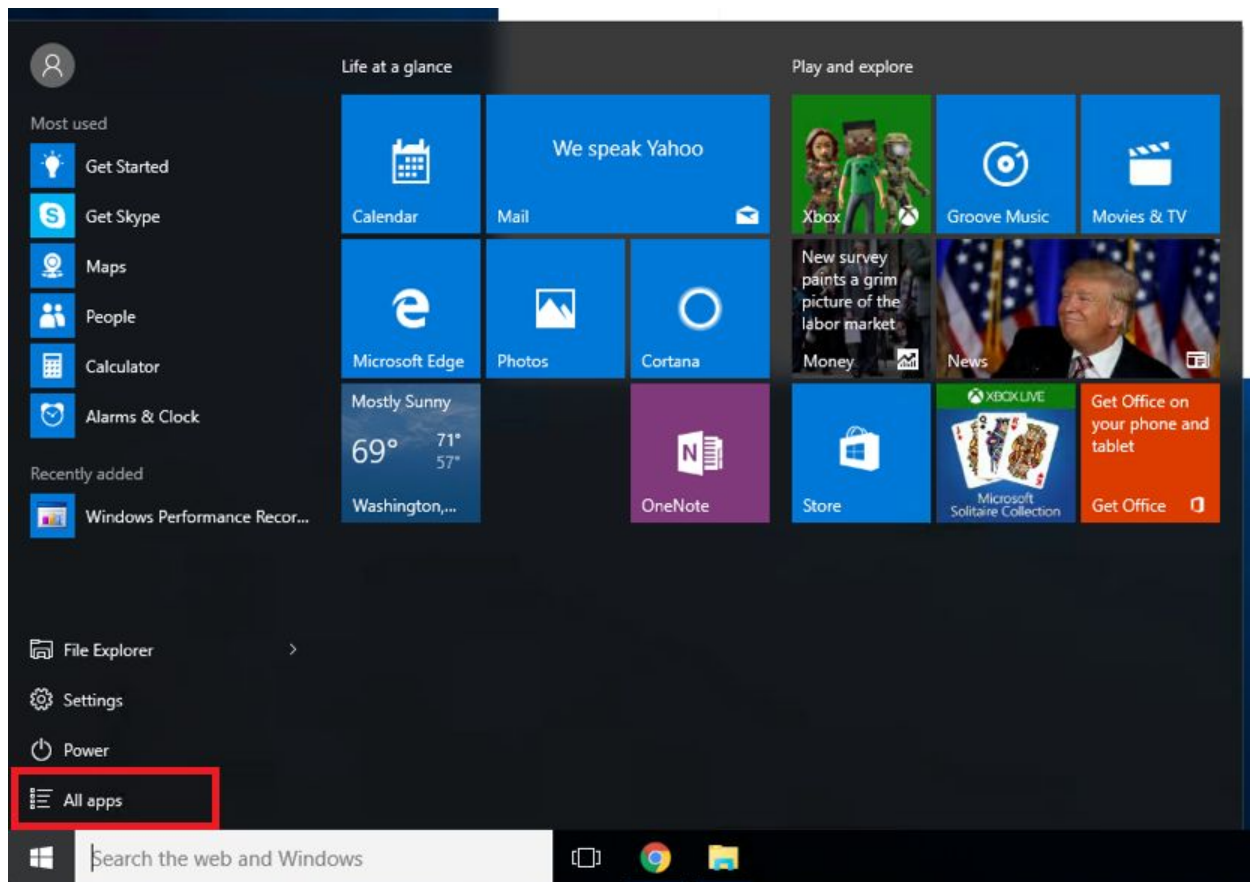 Life at a glance
Play and explore
Most used
Get Started
Get Skype
Maps
People
Calculator
Alarms & Clock
Recently added
Windows Performance Recor...
File Explorer
Settings
Power
All apps
Search the web and Windows
Calendar
We speak Yahoo
Mail
Xbox
Groove Music
Movies & TV
Microsoft Edge
Photos
Cortana
New survey
paints a grim
picture of the
labor market
Money
News
Mostly Sunny
69° 71°
57°
Washington,...
OneNote
Store
XBOX LIVE
Microsoft
Solitaire Collection
Get Office on
your phone and
tablet
Get Office